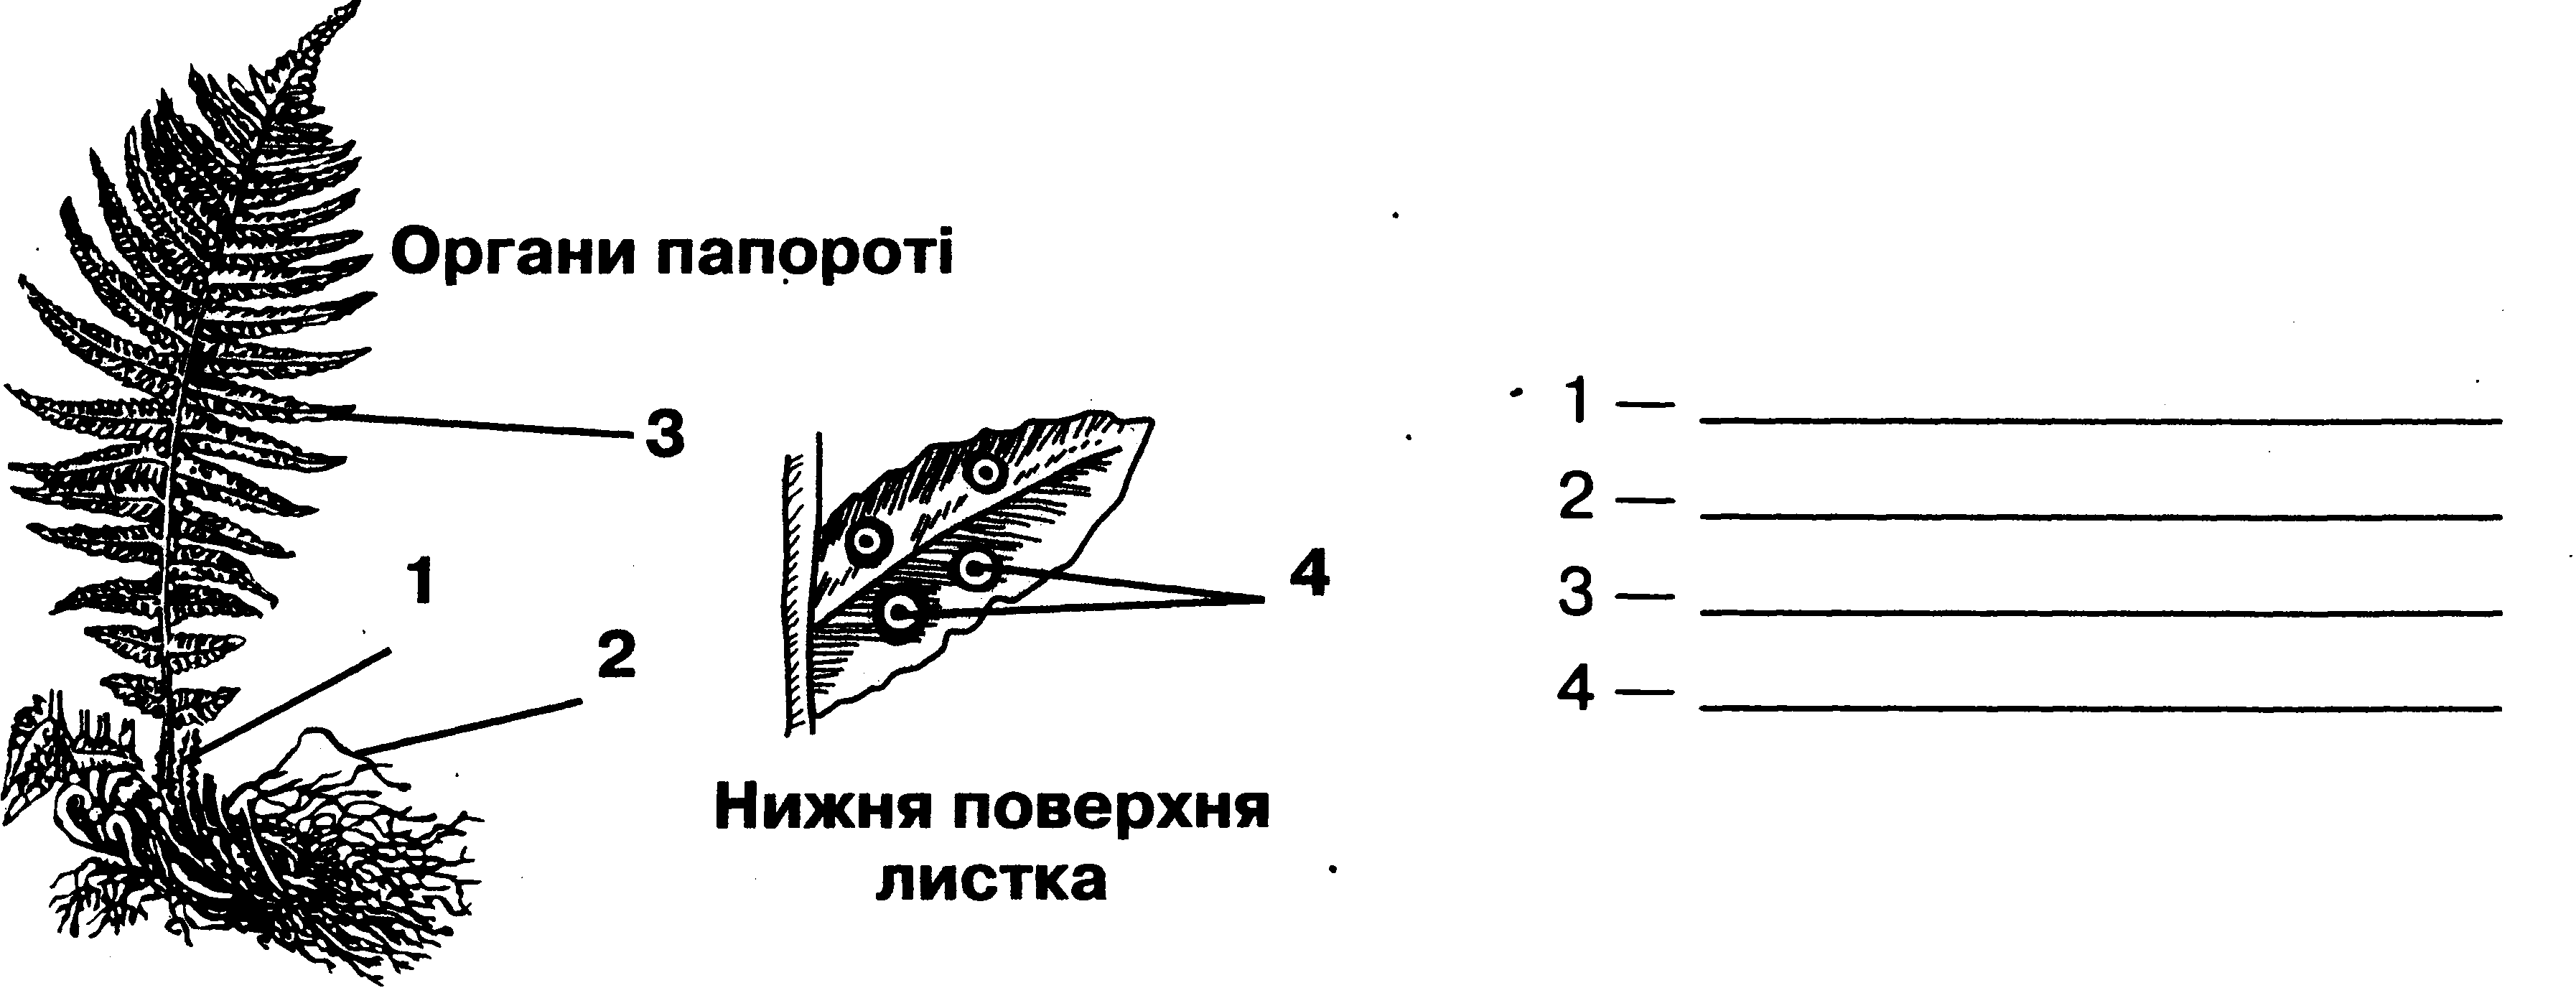 Органи папороті
3
1
2
4
Нижня поверхня
листка
1 —
2 —
3 —
4 —